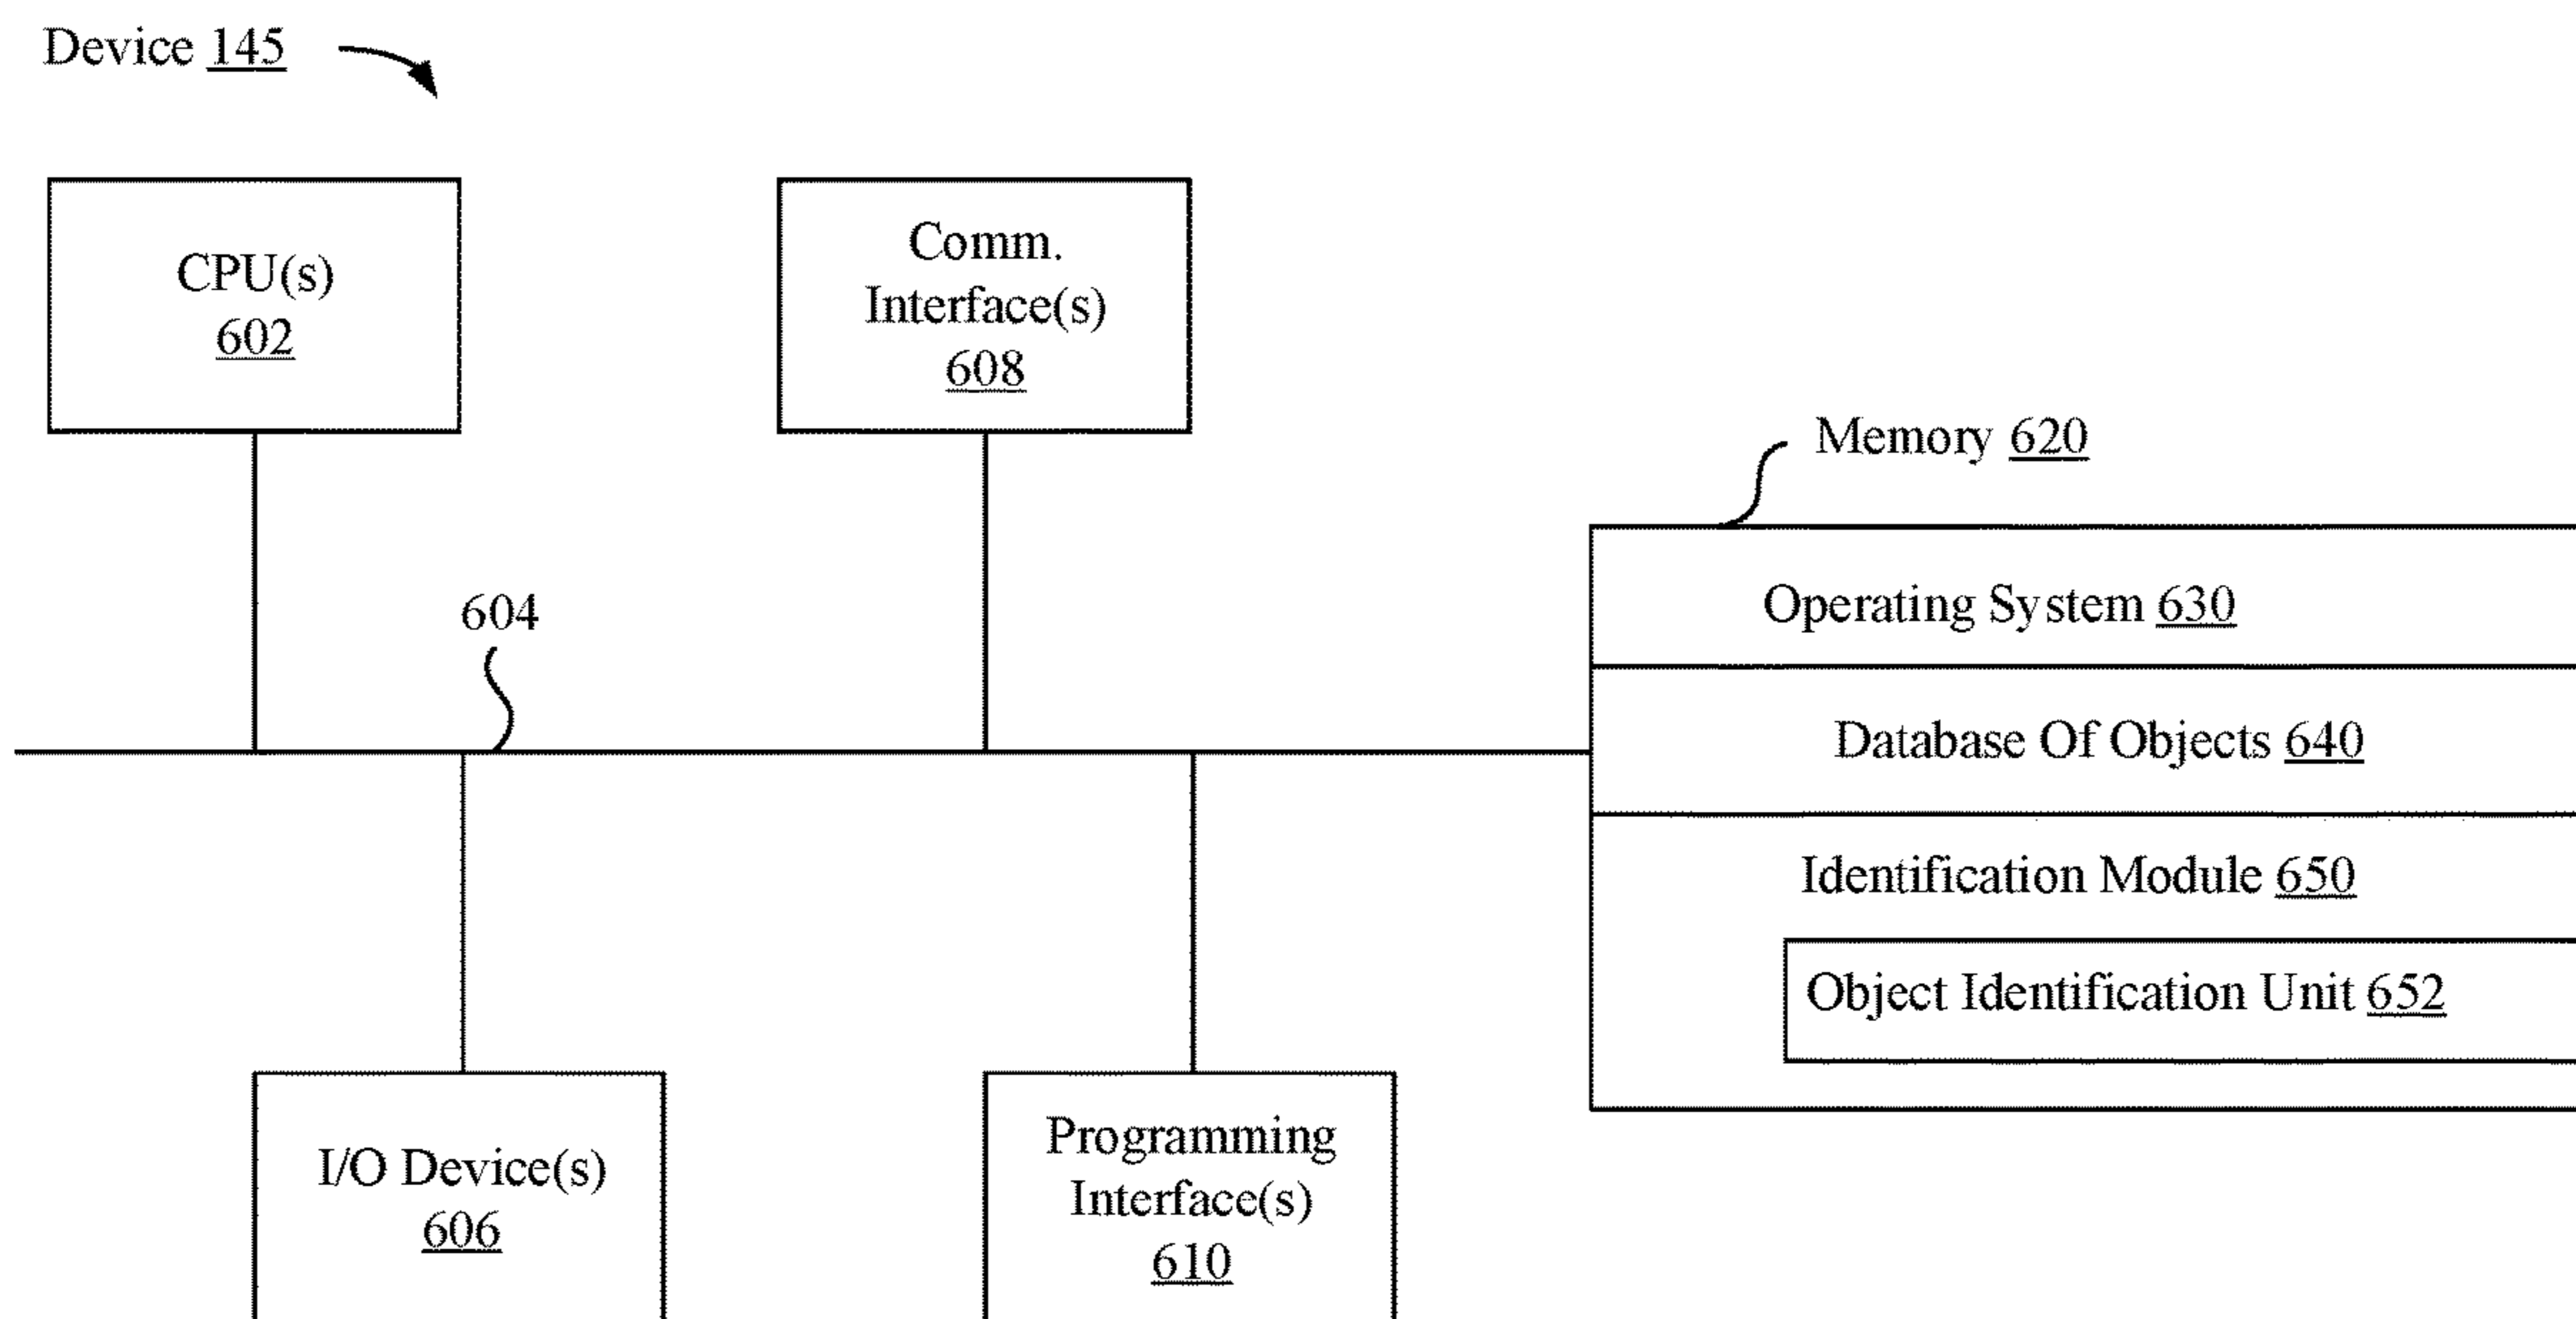 Device 145
CPU(s)
602
Comm.
Interface(s)
608
Memory 620
604
Operating System 630
Database Of Objects 640
Identification Module 650
Object Identification Unit 652
I/O Device(s)
606
Programming
Interface(s)
610